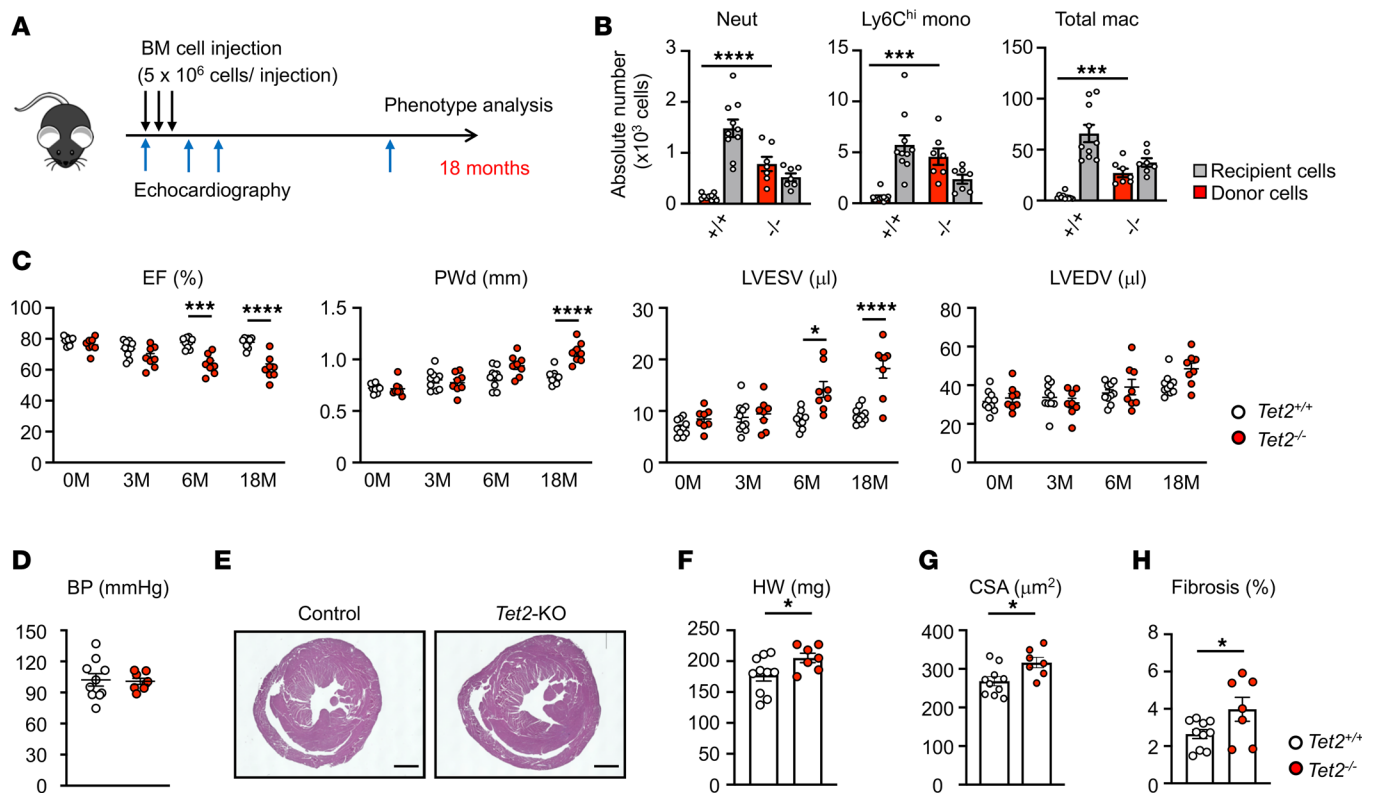 A
BM cell injection
(5 x 10⁶ cells/ injection)
Phenotype analysis
18 months
Echocardiography
B
Neut
Ly6Cʰⁱ mono
Total mac
Absolute number
(x10³ cells)
3
2
1
0
****
+/+
-/-
15
10
5
0
***
+/+
-/-
150
100
50
0
***
+/+
-/-
Recipient cells
Donor cells
C
EF (%)
100
80
60
40
20
0
***
****
0M 3M 6M 18M
PWd (mm)
1.5
1.0
0.5
0
****
0M 3M 6M 18M
LVESV (µl)
30
20
10
0
*
****
0M 3M 6M 18M
LVEDV (µl)
80
60
40
20
0
0M 3M 6M 18M
Tet2⁺/⁺
Tet2⁻/⁻
D
BP (mmHg)
150
120
90
60
30
0
E
Control
Tet2-KO
F
HW (mg)
*
250
200
150
100
50
0
G
CSA (µm²)
*
400
300
200
100
0
H
Fibrosis (%)
*
8
6
4
2
0
Tet2⁺/⁺
Tet2⁻/⁻